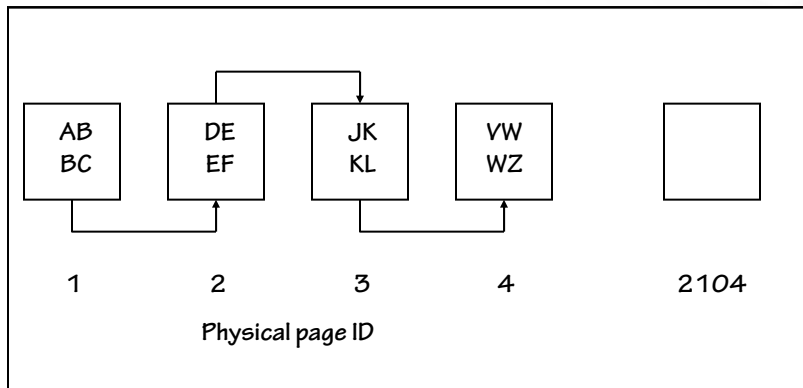 AB
BC
DE
EF
JK
KL
VW
WZ
1 2 3 4 2104
Physical page ID